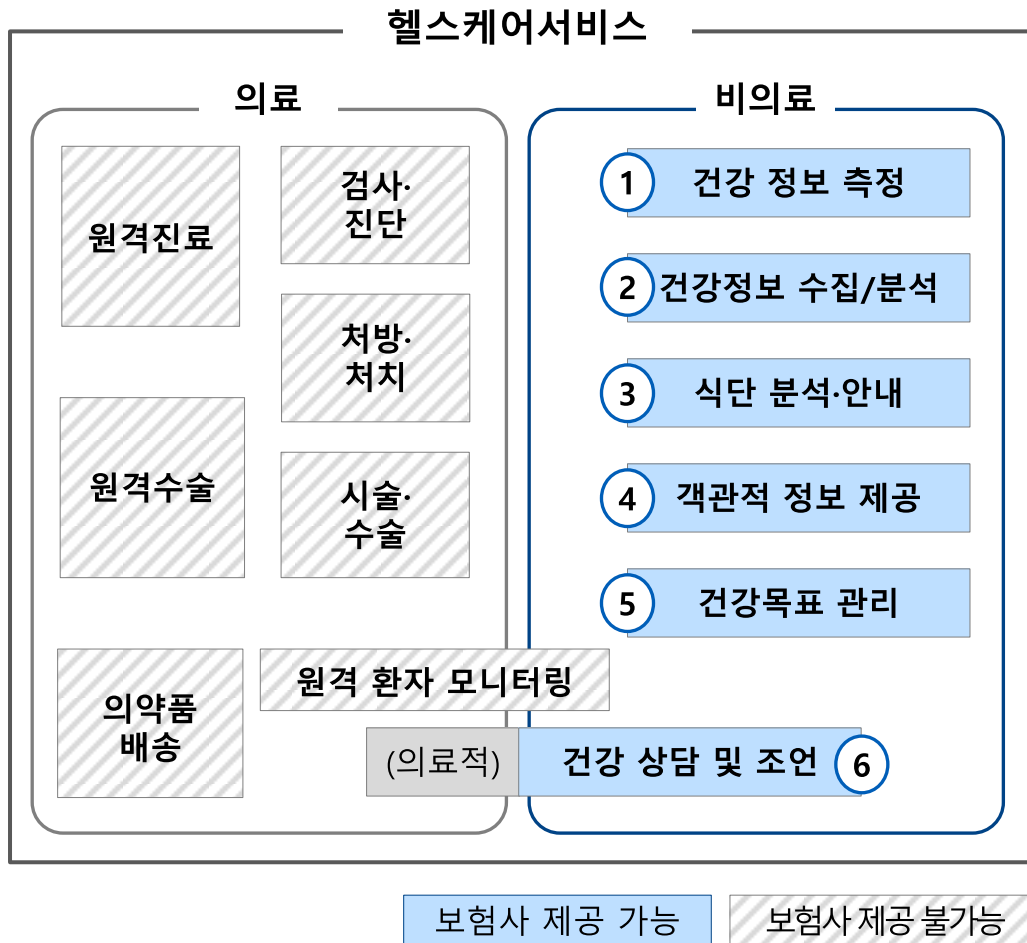 헬스케어서비스
의료
원격진료
검사·
진단
처방·
처치
원격수술
시술·
수술
의약품
배송
원격 환자 모니터링
(의료적)
비의료
1 건강 정보 측정
2 건강정보 수집/분석
3 식단 분석·안내
4 객관적 정보 제공
5 건강목표 관리
건강 상담 및 조언 6
보험사 제공 가능
보험사 제공 불가능